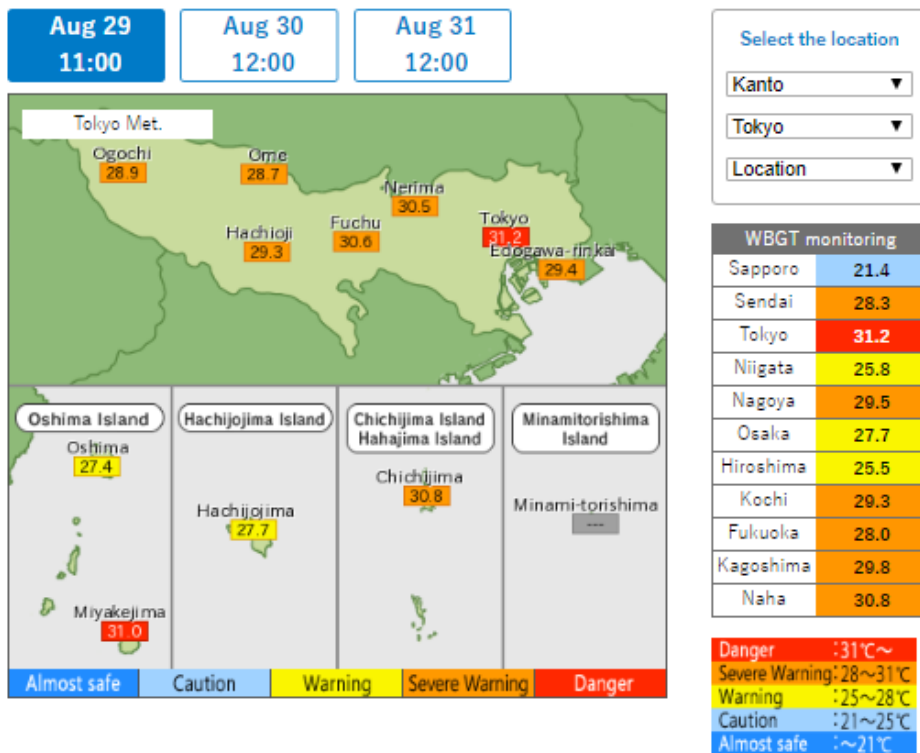 Aug 29
11:00
Aug 30
12:00
Aug 31
12:00
Select the location
Kanto ▼
Tokyo ▼
Location ▼
Tokyo Met.
Ogochi
28.9
Ome
28.7
Nerima
30.5
Hachioji
29.3
Fuchu
30.6
Tokyo
31.2
Edogawa-rinkai
29.4
Oshima Island
Oshima
27.4
Miyakejima
31.0
Hachijojima Island
Hachijojima
27.7
Chichijima Island
Hahajima Island
Chichijima
30.8
Minamitorishima
Island
Minami-torishima
---
Almost safe Caution Warning Severe Warning Danger
WBGT monitoring
Sapporo 21.4
Sendai 28.3
Tokyo 31.2
Niigata 25.8
Nagoya 29.5
Osaka 27.7
Hiroshima 25.5
Kochi 29.3
Fukuoka 28.0
Kagoshima 29.8
Naha 30.8
Danger :31℃~
Severe Warning:28~31℃
Warning :25~28℃
Caution :21~25℃
Almost safe :~21℃